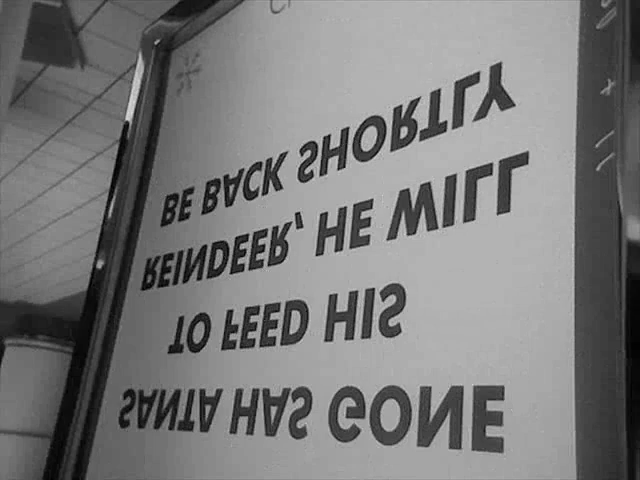 SANTA HAS GONE
TO FEED HIS
REINDEER, HE WILL
BE BACK SHORTLY